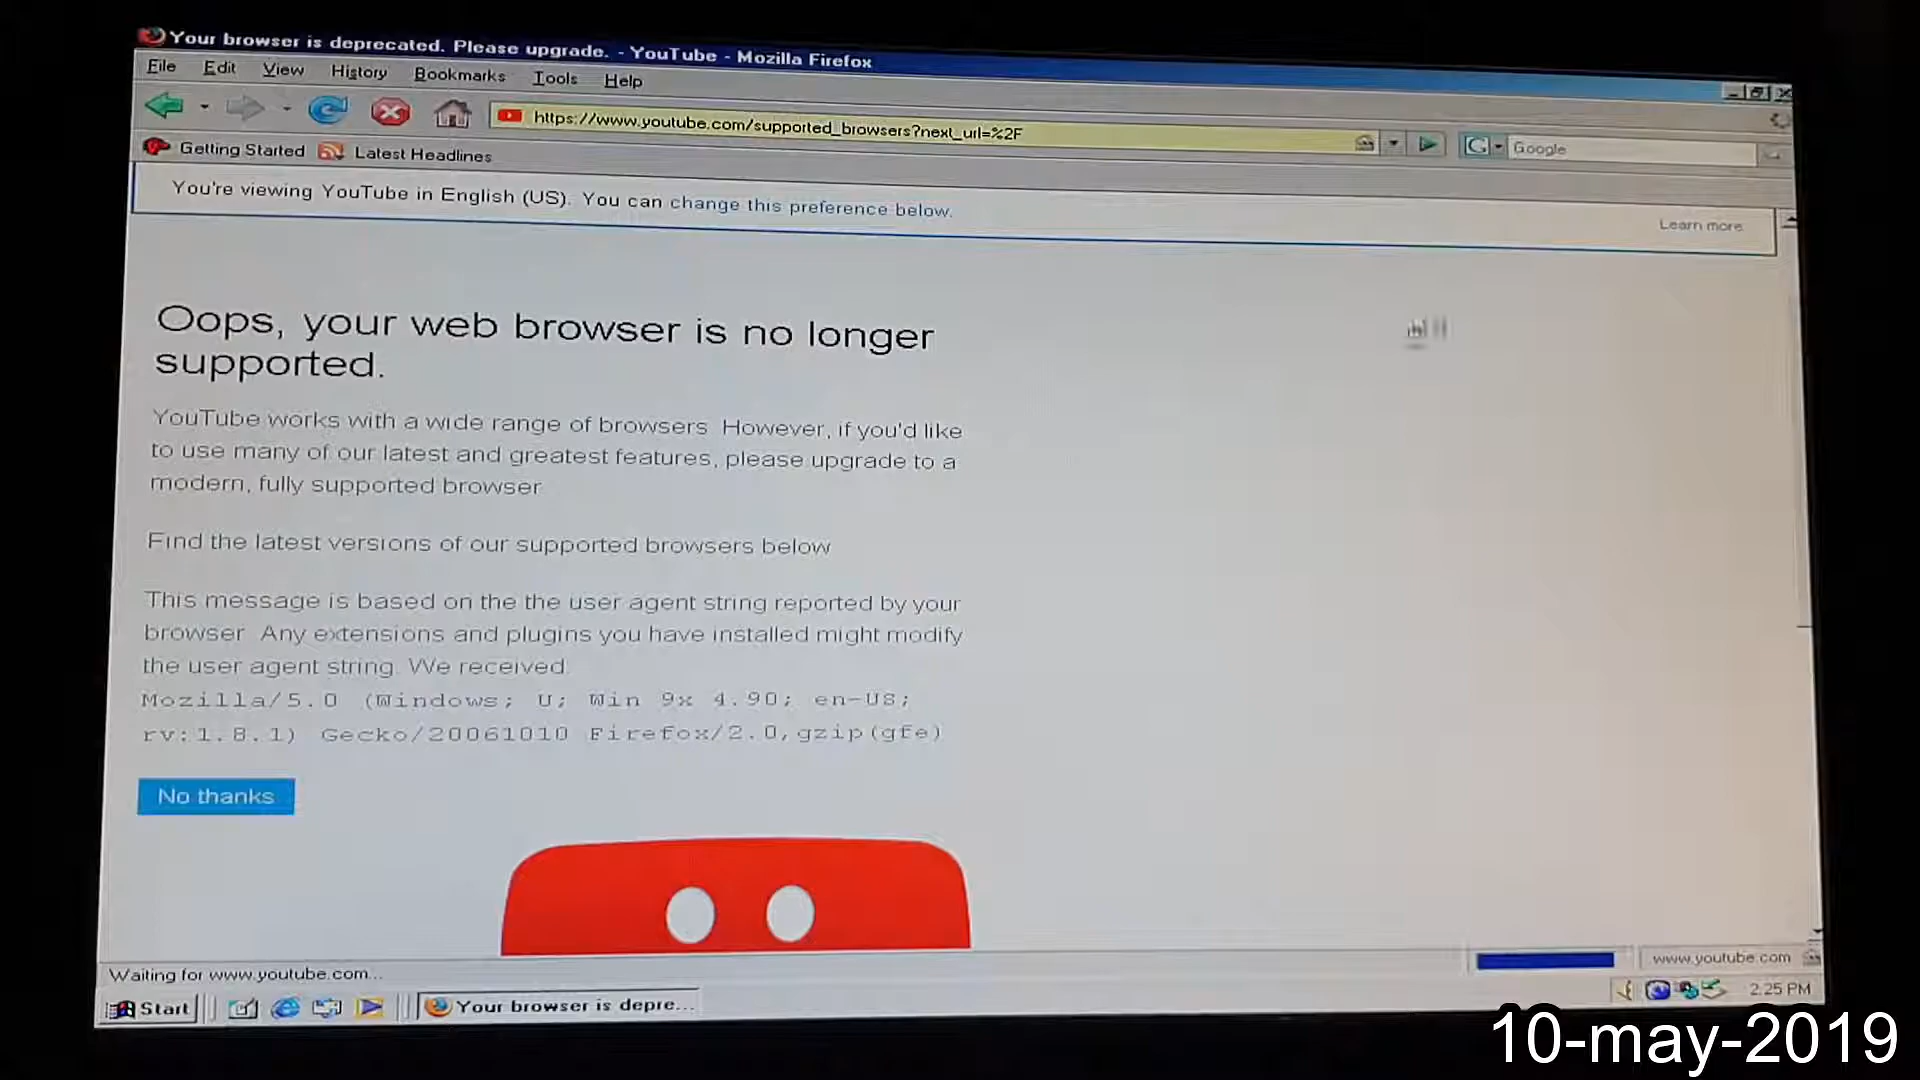 Your browser is deprecated. Please upgrade. - YouTube - Mozilla Firefox
File Edit View History Bookmarks Tools Help
https://www.youtube.com/supported_browsers?next_url=%2F
Google
Getting Started Latest Headlines
You're viewing YouTube in English (US). You can change this preference below.
Learn more
Oops, your web browser is no longer
supported.
YouTube works with a wide range of browsers. However, if you'd like
to use many of our latest and greatest features, please upgrade to a
modern, fully supported browser.
Find the latest versions of our supported browsers below
This message is based on the the user agent string reported by your
browser. Any extensions and plugins you have installed might modify
the user agent string. We received:
Mozilla/5.0 (Windows; U; Win 9x 4.90; en-US;
rv:1.8.1) Gecko/20061010 Firefox/2.0,gzip(gfe)
No thanks
Waiting for www.youtube.com...
www.youtube.com
Start
Your browser is depre...
2:25 PM
10-may-2019